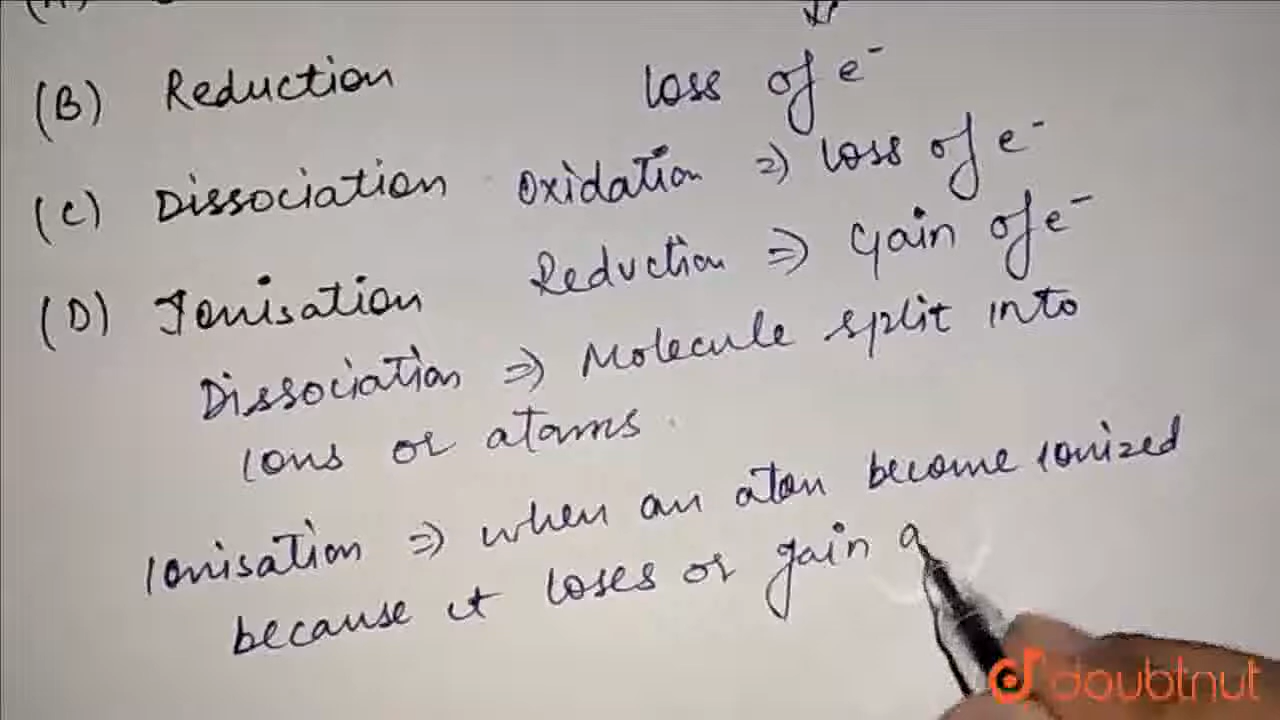 (B) Reduction loss of e⁻
(C) Dissociation Oxidation ⇒ loss of e⁻
Reduction ⇒ Gain of e⁻
(D) Ionisation
Dissociation ⇒ Molecule split into
ions or atoms.
Ionisation ⇒ when an atom become ionized
because it loses or gain a
doubtnut